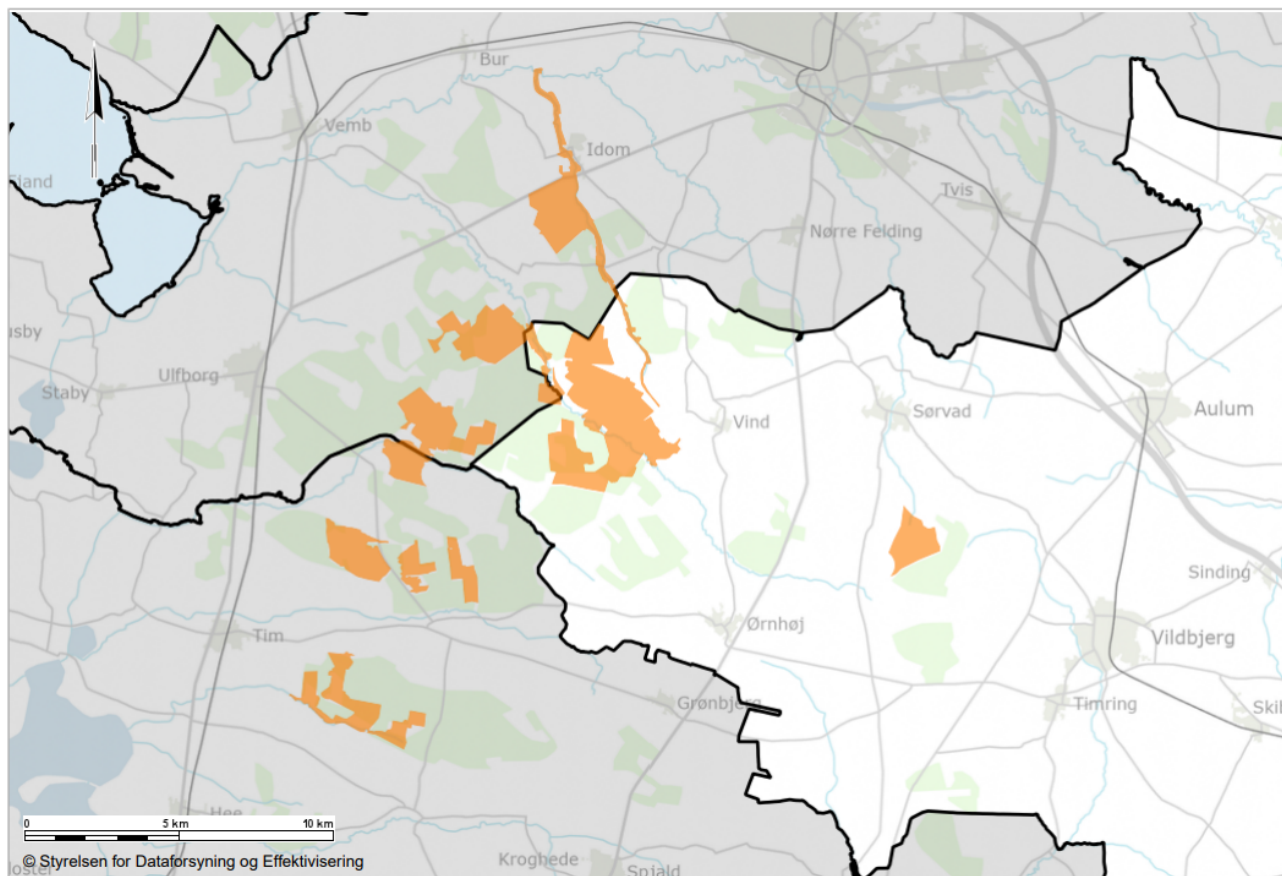 Bur
Vemb
Idom
Tvis
Nørre Felding
Ulfborg
Staby
Vind
Sørvad
Aulum
Sinding
Ørnhøj
Vildbjerg
Tim
Grønbjerg
Timring
0 5 km 10 km
© Styrelsen for Dataforsyning og Effektivisering
Kroghede
Spjald